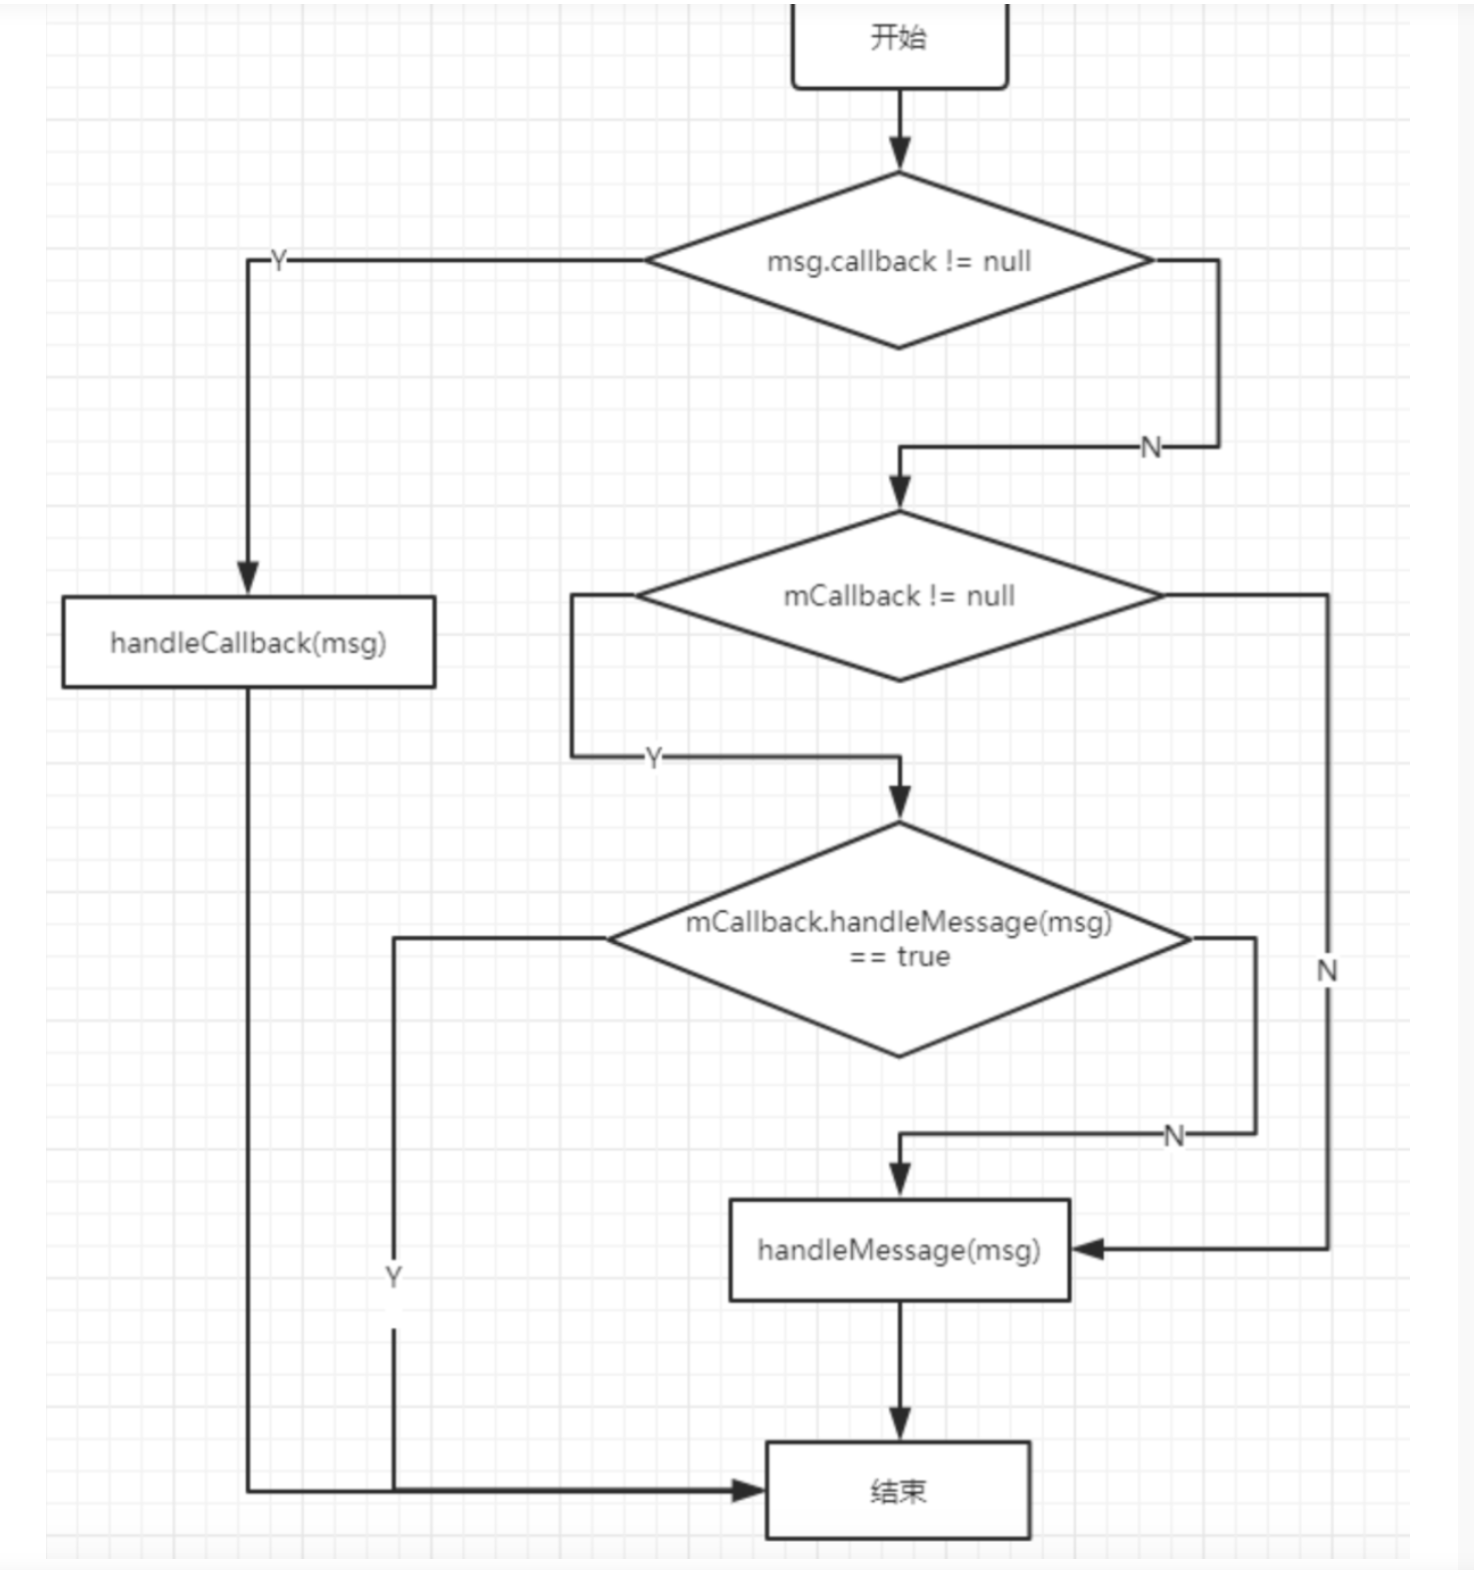 开始
msg.callback != null
Y
N
mCallback != null
handleCallback(msg)
Y
mCallback.handleMessage(msg)
== true
N
N
handleMessage(msg)
Y
结束